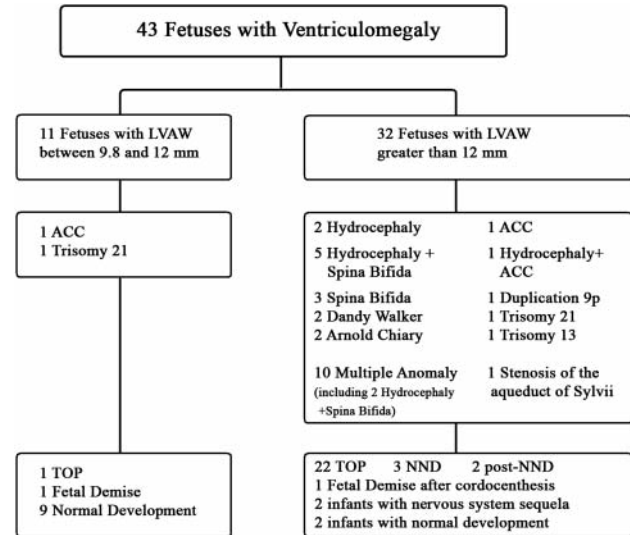 43 Fetuses with Ventriculomegaly
11 Fetuses with LVAW
between 9.8 and 12 mm
32 Fetuses with LVAW
greater than 12 mm
1 ACC
1 Trisomy 21
2 Hydrocephaly
5 Hydrocephaly +
Spina Bifida
3 Spina Bifida
2 Dandy Walker
2 Arnold Chiary
10 Multiple Anomaly
(including 2 Hydrocephaly
+Spina Bifida)
1 ACC
1 Hydrocephaly+
ACC
1 Duplication 9p
1 Trisomy 21
1 Trisomy 13
1 Stenosis of the
aqueduct of Sylvii
1 TOP
1 Fetal Demise
9 Normal Development
22 TOP 3 NND 2 post-NND
1 Fetal Demise after cordocenthesis
2 infants with nervous system sequela
2 infants with normal development